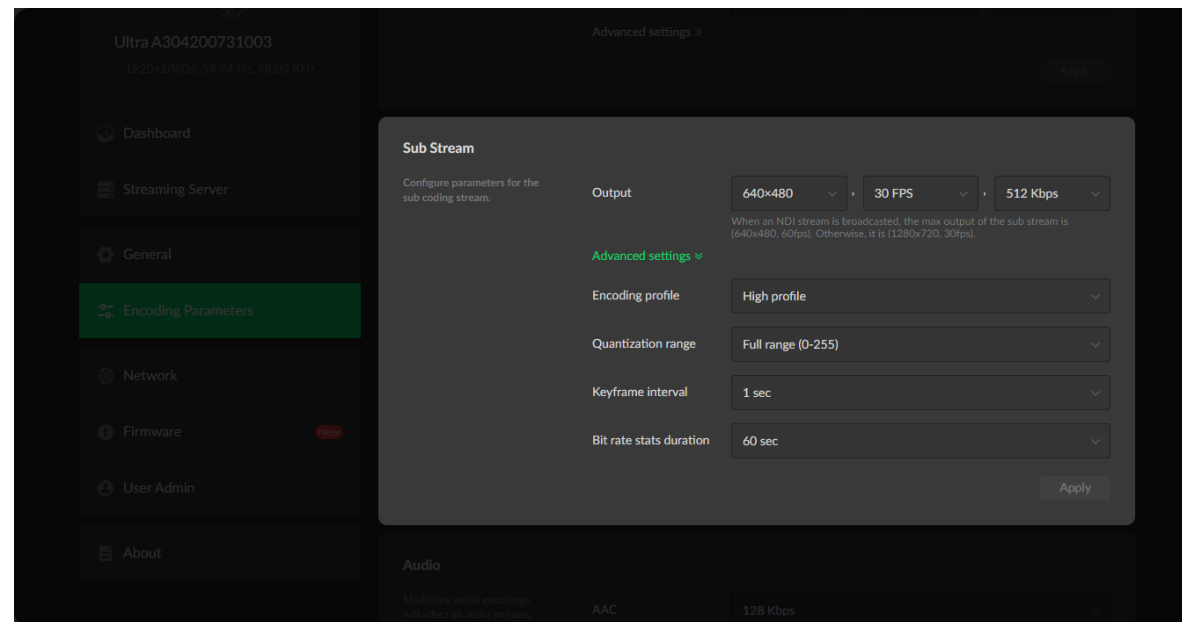 Ultra A304200731003
1920×1080p, 59.94 Hz, 48.00 KHz
Dashboard
Streaming Server
General
Encoding Parameters
Network
Firmware
New
User Admin
About
Advanced settings »
Apply
Sub Stream
Configure parameters for the
sub coding stream.
Output
640×480
,
30 FPS
,
512 Kbps
When an NDI stream is broadcasted, the max output of the sub stream is
(640x480, 60fps). Otherwise, it is (1280x720, 30fps).
Advanced settings
Encoding profile
High profile
Quantization range
Full range (0-255)
Keyframe interval
1 sec
Bit rate stats duration
60 sec
Apply
Audio
Modifying audio encodings
will affect all audio streams.
AAC
128 Kbps